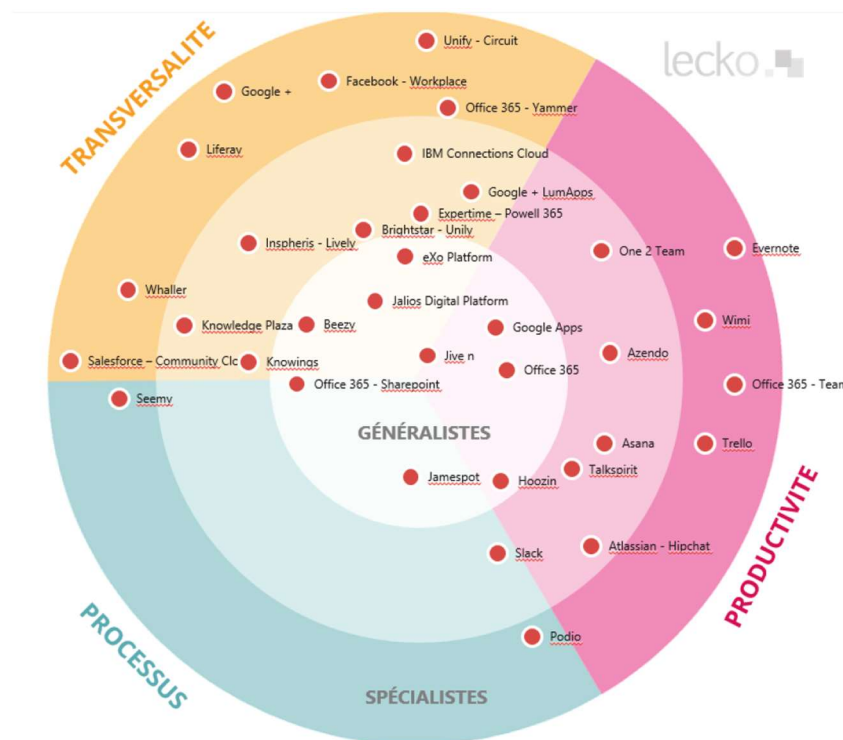 lecko.
TRANSVERSALITE
Unify - Circuit
Facebook - Workplace
Google +
Office 365 - Yammer
Liferay
IBM Connections Cloud
Google + LumApps
Expertime – Powell 365
Brightstar - Unily
Inspheris - Lively
One 2 Team
Evernote
eXo Platform
Whaller
Jalios Digital Platform
Knowledge Plaza
Beezy
Google Apps
Wimi
Salesforce – Community Clc
Knowings
Jive n
Office 365
Azendo
Office 365 - Sharepoint
Office 365 - Team
Seemy
GÉNÉRALISTES
Asana
Trello
Talkspirit
Jamespot
Hoozin
Slack
Atlassian - Hipchat
PRODUCTIVITE
PROCESSUS
Podio
SPÉCIALISTES